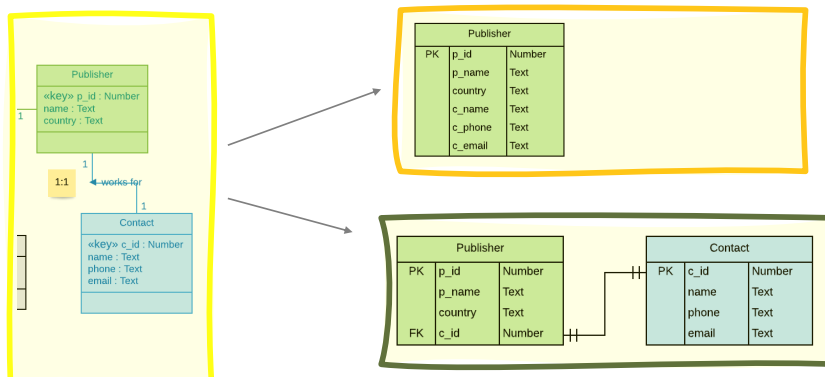 Publisher
«key» p_id : Number
name : Text
country : Text
1
1
1:1
works for
1
Contact
«key» c_id : Number
name : Text
phone : Text
email : Text
Publisher
PK p_id Number
p_name Text
country Text
c_name Text
c_phone Text
c_email Text
Publisher
PK p_id Number
p_name Text
country Text
FK c_id Number
Contact
PK c_id Number
name Text
phone Text
email Text